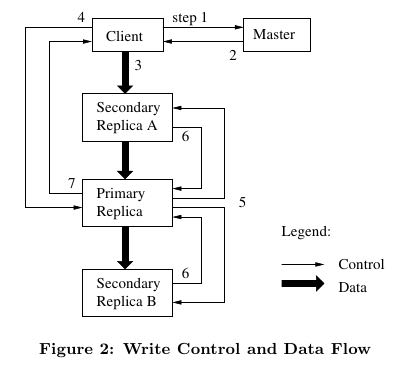 4
step 1
Client
Master
2
3
Secondary
Replica A
6
7
Primary
Replica
5
Legend:
6
Secondary
Replica B
Control
Data
Figure 2: Write Control and Data Flow